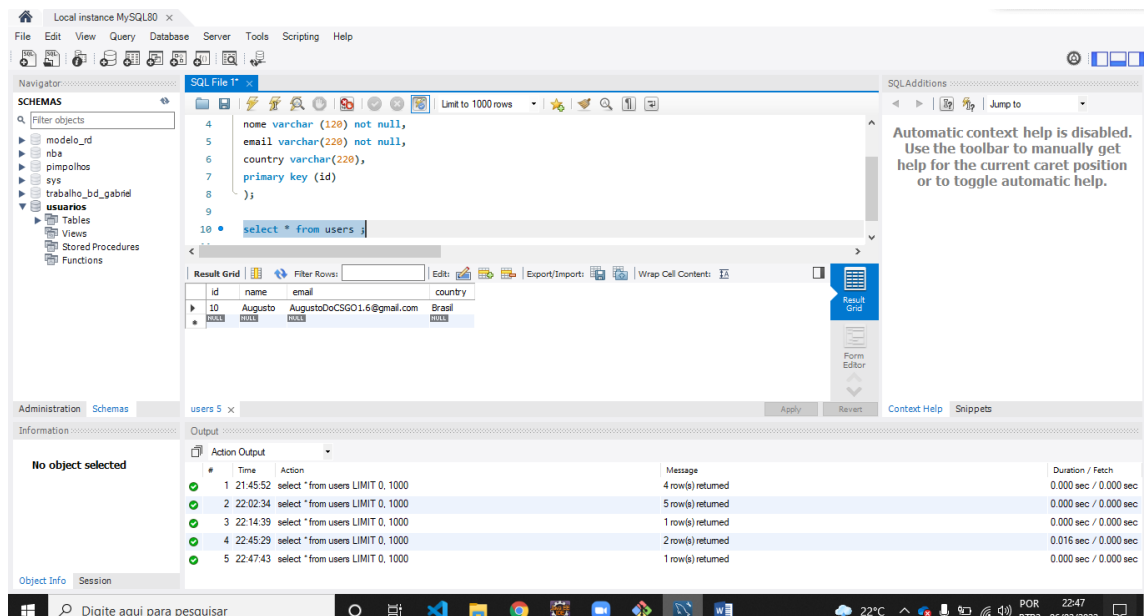 Local instance MySQL80 ×
File Edit View Query Database Server Tools Scripting Help
Navigator
SCHEMAS
Filter objects
modelo_rd
nba
pimpolhos
sys
trabalho_bd_gabriel
usuarios
Tables
Views
Stored Procedures
Functions
Administration Schemas
Information
No object selected
Object Info Session
SQL File 1* ×
Limit to 1000 rows
4 nome varchar (120) not null,
5 email varchar(220) not null,
6 country varchar(220),
7 primary key (id)
8 );
9
10 select * from users ;
Result Grid Filter Rows: Edit: Export/Import: Wrap Cell Content:
id name email country
10 Augusto AugustoDoCSGO1.6@gmail.com Brasil
NULL NULL NULL NULL
Result Grid
Form Editor
users 5 ×
Apply Revert
SQLAdditions
Jump to
Automatic context help is disabled.
Use the toolbar to manually get
help for the current caret position
or to toggle automatic help.
Context Help Snippets
Output
Action Output
# Time Action Message Duration / Fetch
1 21:45:52 select * from users LIMIT 0, 1000 4 row(s) returned 0.000 sec / 0.000 sec
2 22:02:34 select * from users LIMIT 0, 1000 5 row(s) returned 0.000 sec / 0.000 sec
3 22:14:39 select * from users LIMIT 0, 1000 1 row(s) returned 0.000 sec / 0.000 sec
4 22:45:29 select * from users LIMIT 0, 1000 2 row(s) returned 0.016 sec / 0.000 sec
5 22:47:43 select * from users LIMIT 0, 1000 1 row(s) returned 0.000 sec / 0.000 sec
Digite aqui para pesquisar
22°C
POR
22:47